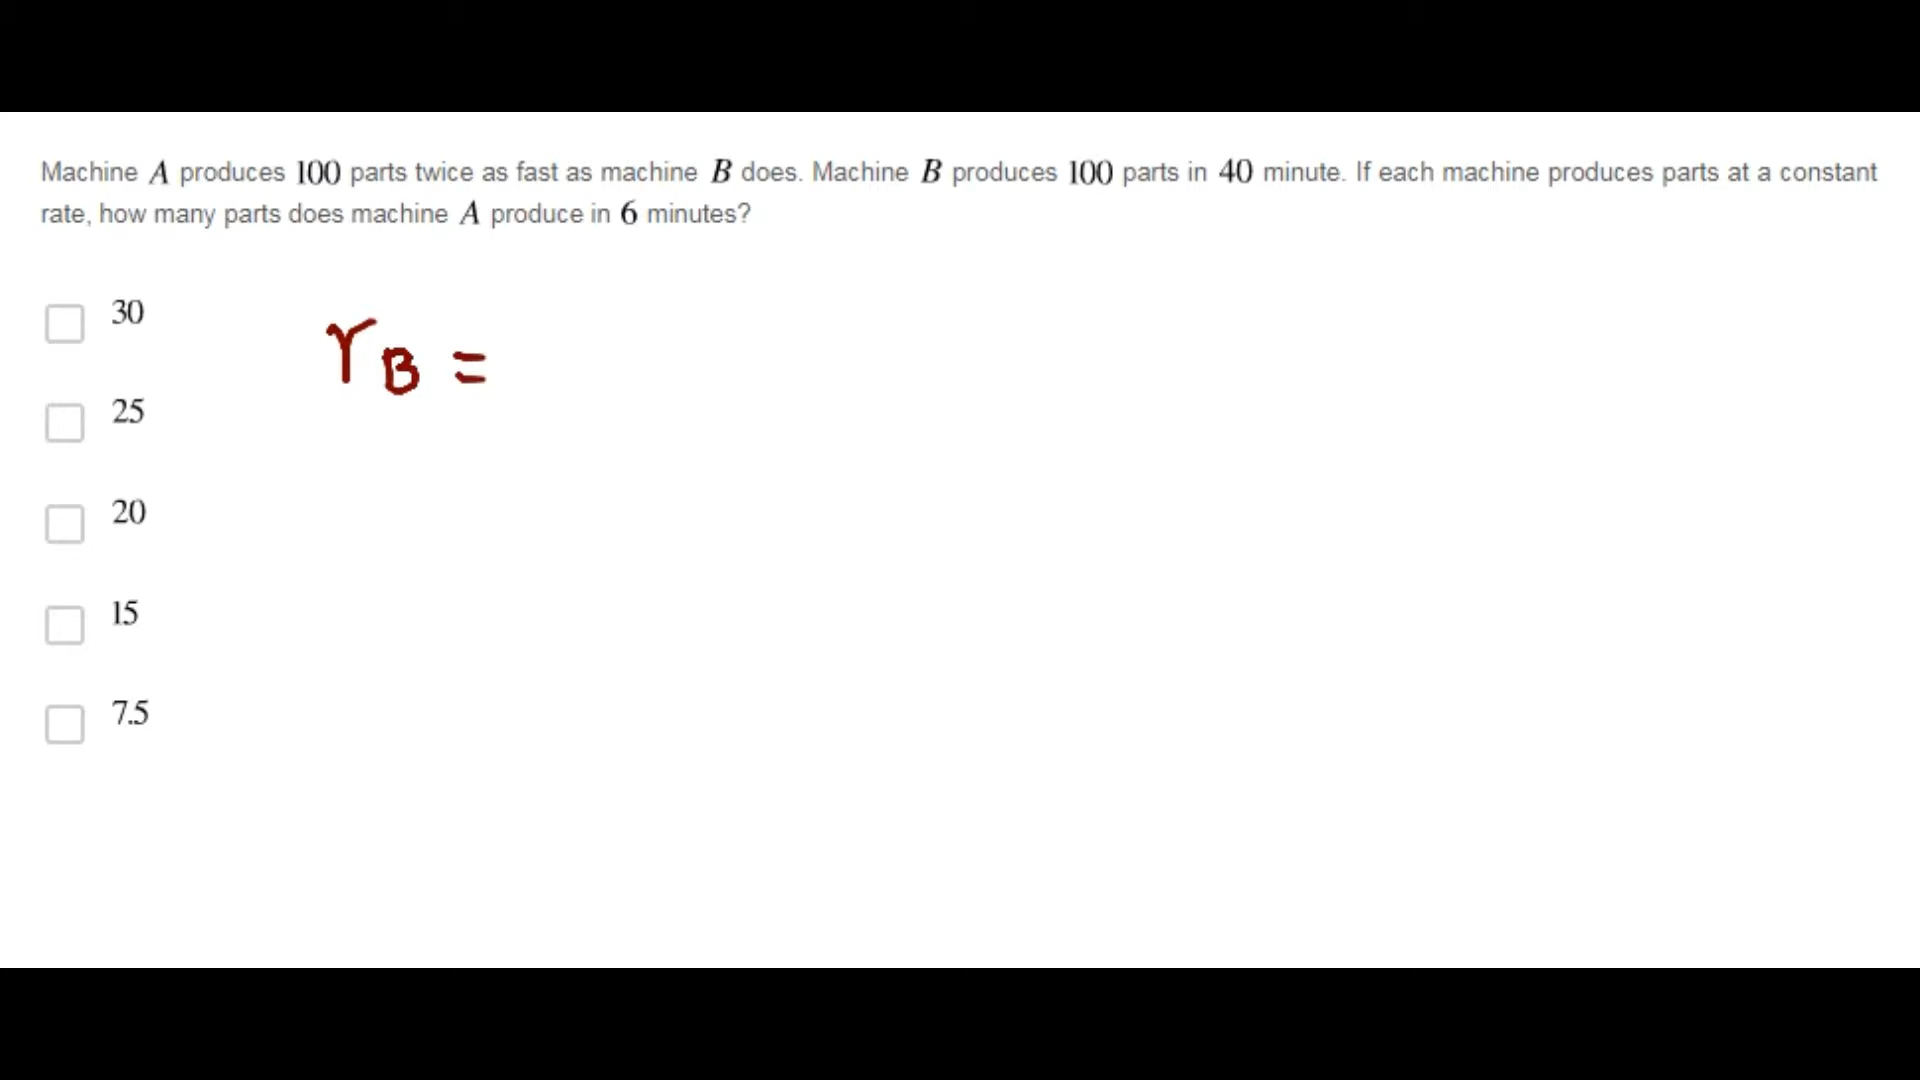 Machine A produces 100 parts twice as fast as machine B does. Machine B produces 100 parts in 40 minute. If each machine produces parts at a constant
rate, how many parts does machine A produce in 6 minutes?
30
r_B =
25
20
15
7.5